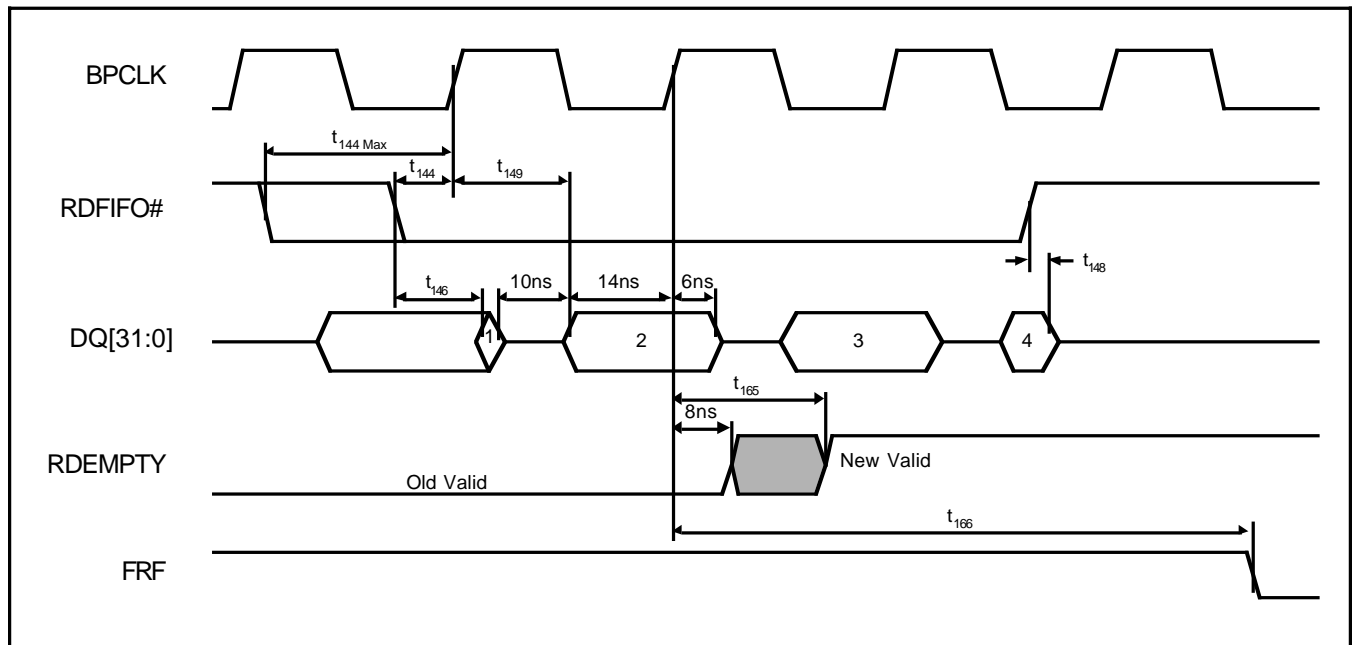 BPCLK
t144 Max
t144
t149
RDFIFO#
t148
t146
10ns
14ns
6ns
DQ[31:0]
1
2
3
4
t165
8ns
RDEMPTY
Old Valid
New Valid
t166
FRF